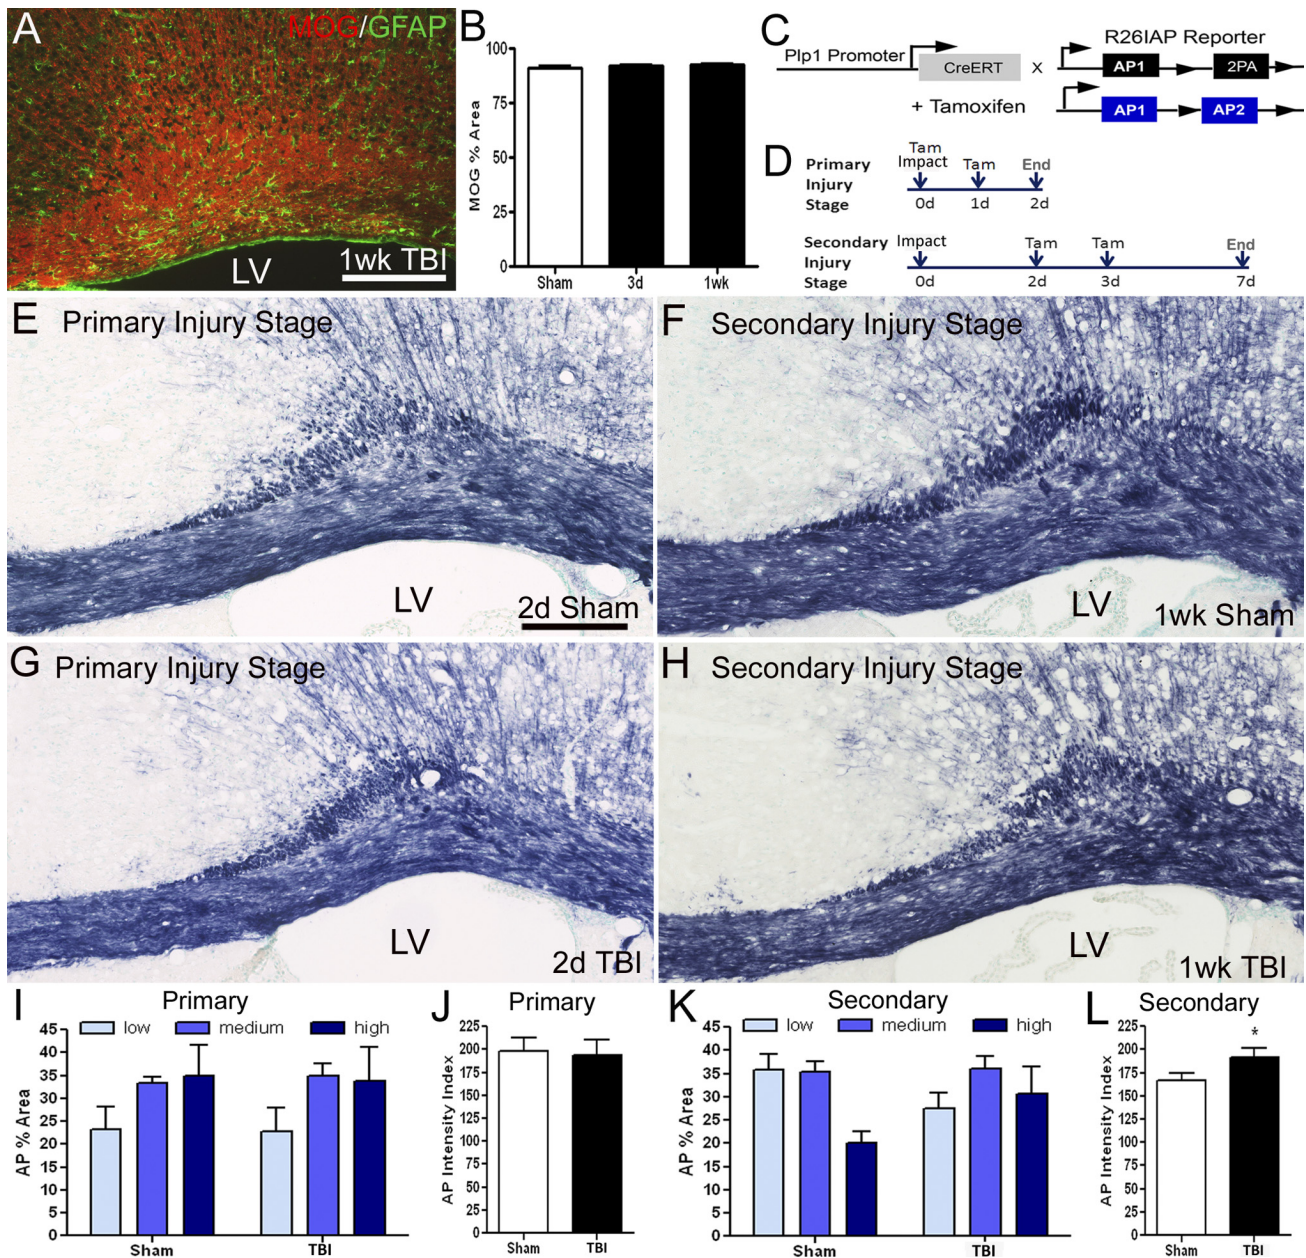 A
MOG/GFAP
LV
1wk TBI
B
MOG % Area
100
75
50
25
0
Sham 3d 1wk
C
Plp1 Promoter
CreERT
X
R26IAP Reporter
AP1 2PA
+ Tamoxifen
AP1 AP2
D
Primary
Injury
Stage
Tam
Impact Tam End
0d 1d 2d
Secondary
Injury
Stage
Impact Tam Tam End
0d 2d 3d 7d
E Primary Injury Stage
LV
2d Sham
F Secondary Injury Stage
LV
1wk Sham
G Primary Injury Stage
LV
2d TBI
H Secondary Injury Stage
LV
1wk TBI
I Primary
low medium high
AP % Area
45
40
35
30
25
20
15
10
5
0
Sham TBI
J Primary
AP Intensity Index
225
200
175
150
125
100
75
50
25
0
Sham TBI
K Secondary
low medium high
AP % Area
45
40
35
30
25
20
15
10
5
0
Sham TBI
L Secondary
AP Intensity Index
225
200
175
150
125
100
75
50
25
0
*
Sham TBI